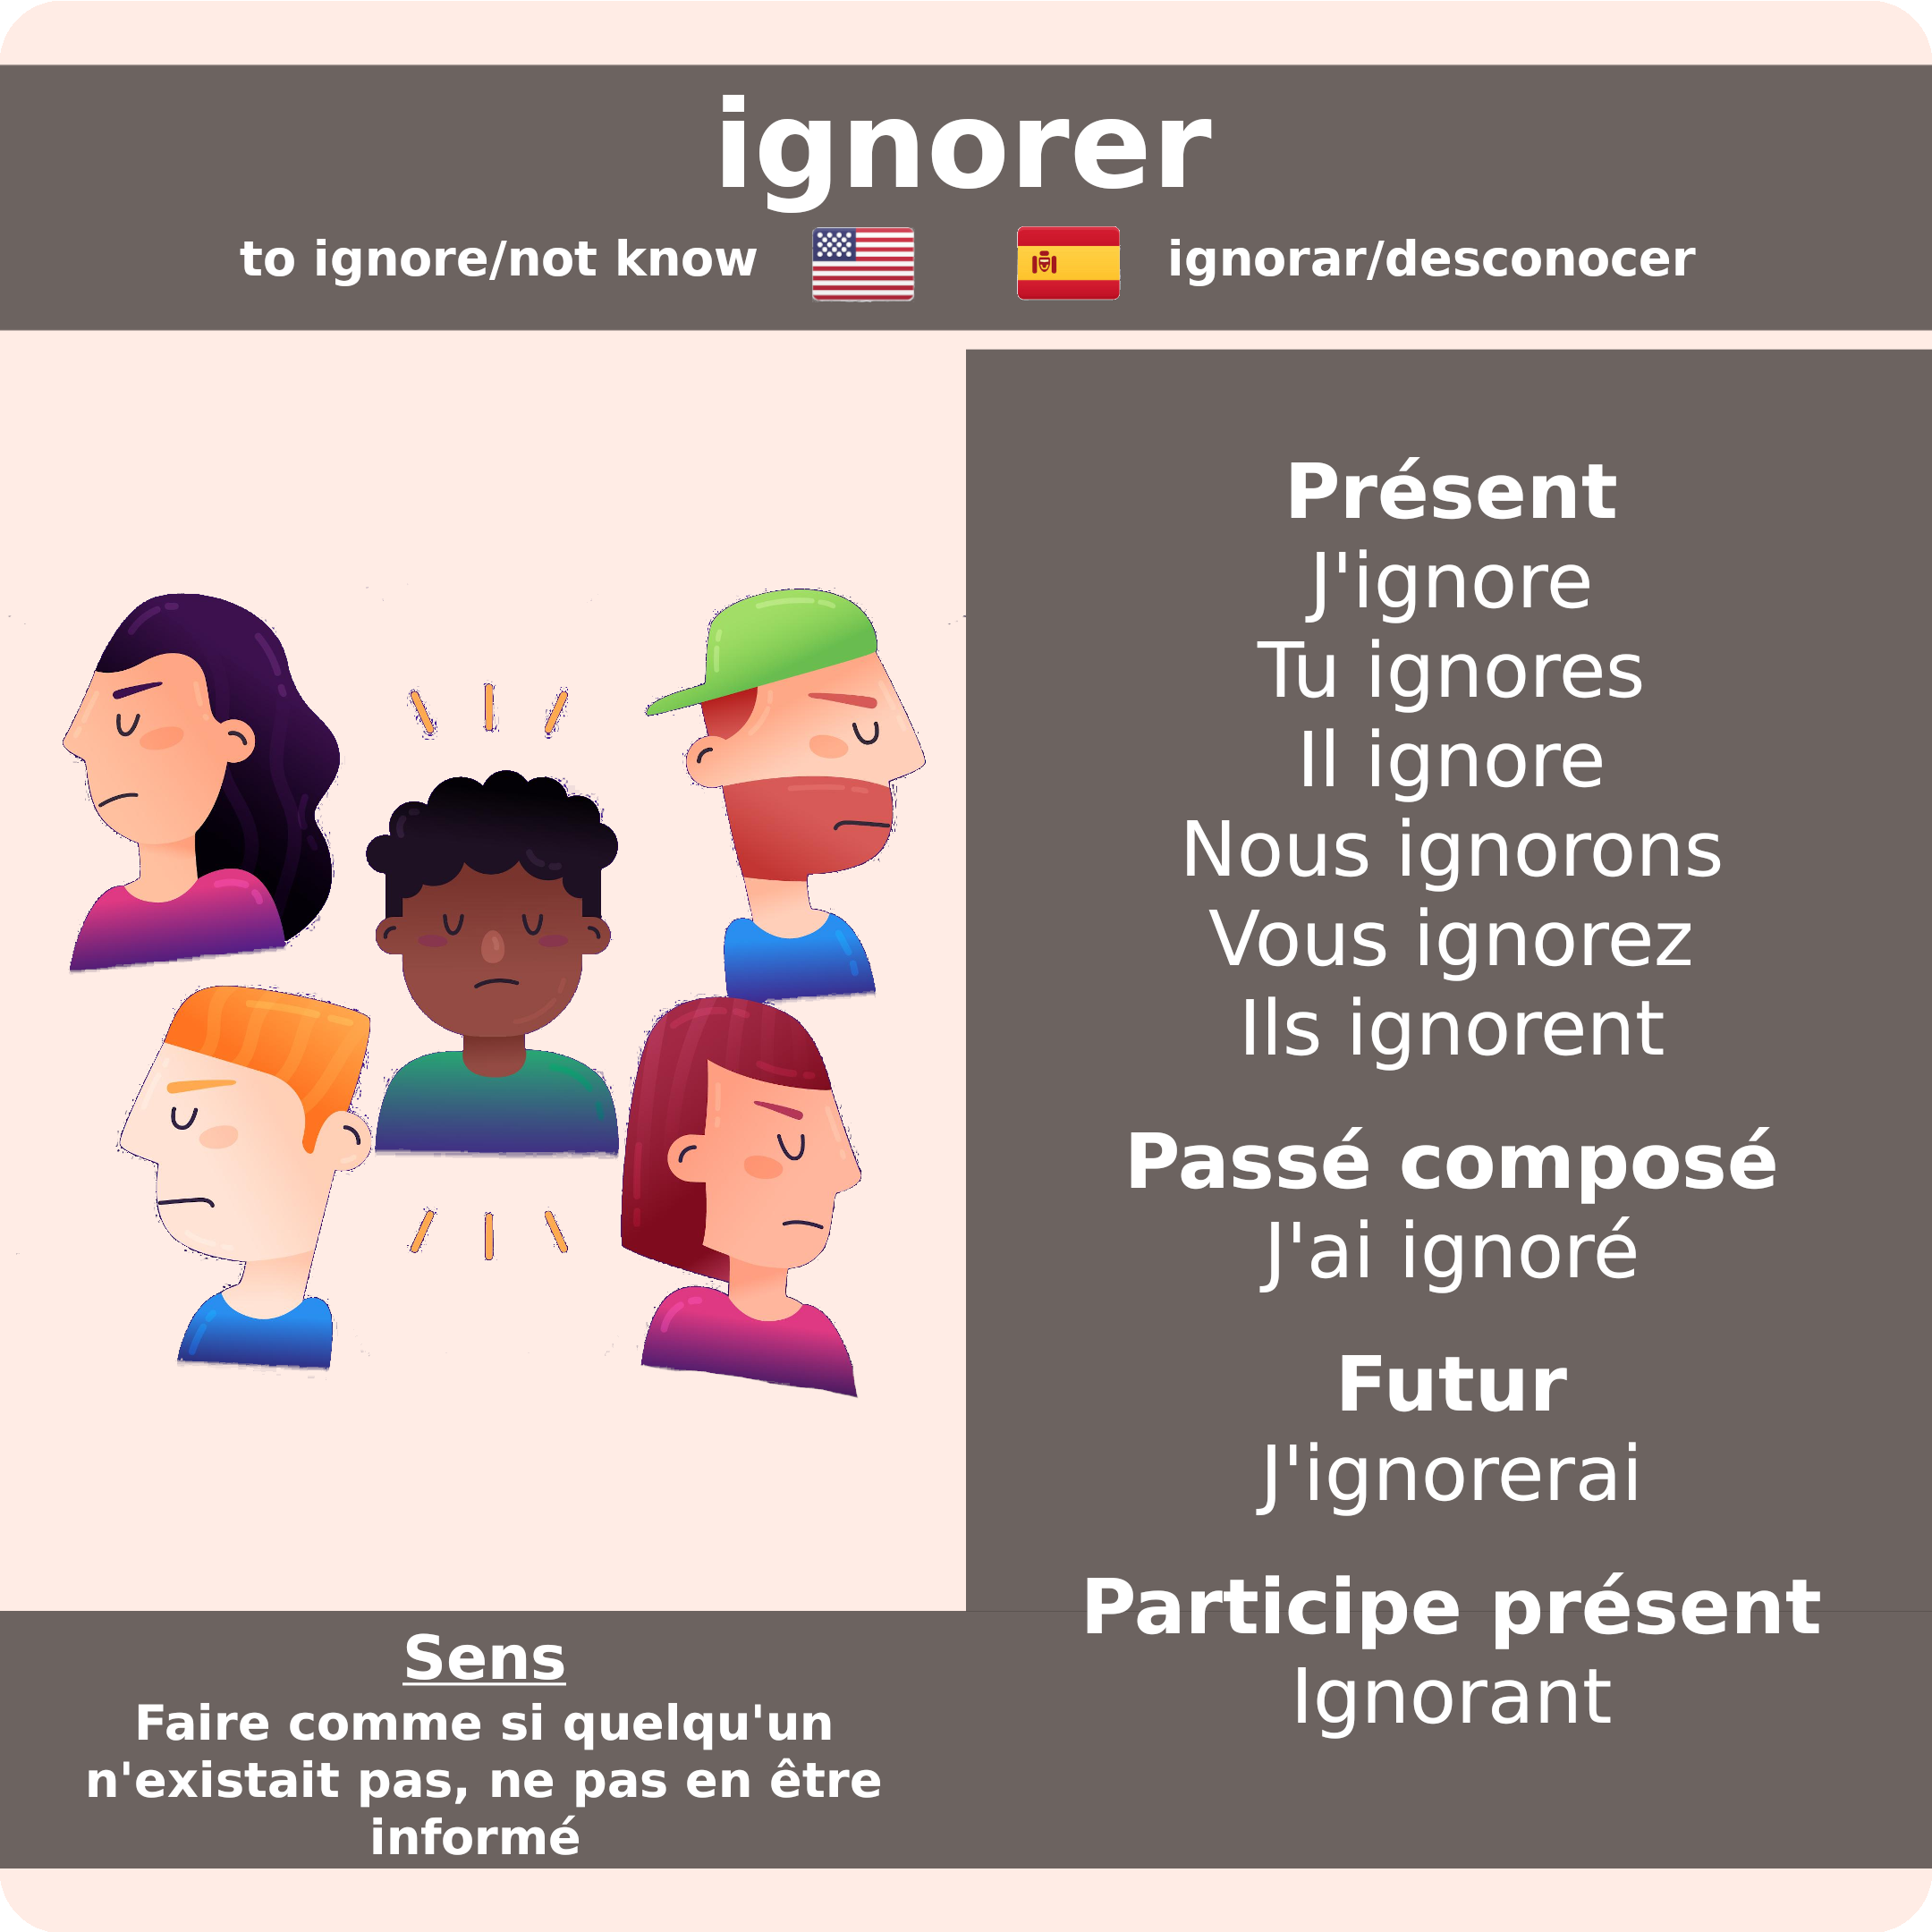 ignorer
to ignore/not know
ignorar/desconocer
Présent
J'ignore
Tu ignores
Il ignore
Nous ignorons
Vous ignorez
Ils ignorent
Passé composé
J'ai ignoré
Futur
J'ignorerai
Participe présent
Ignorant
Sens
Faire comme si quelqu'un
n'existait pas, ne pas en être
informé